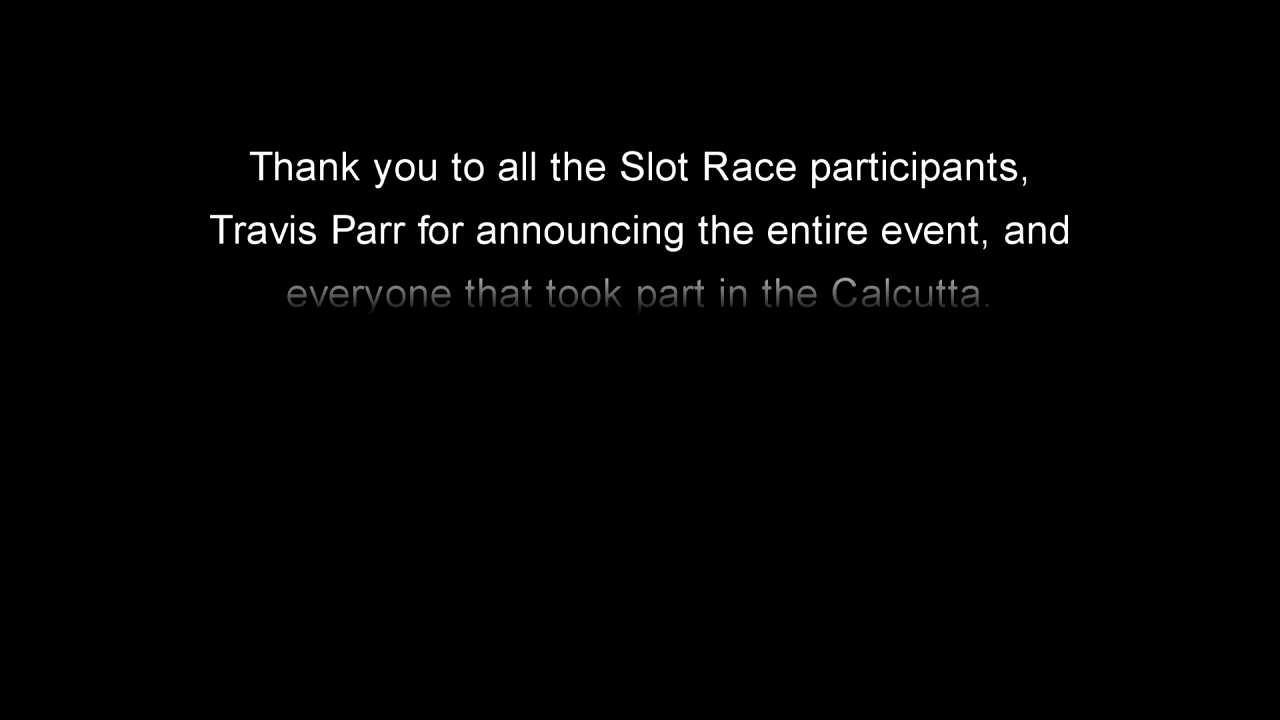 Thank you to all the Slot Race participants,
Travis Parr for announcing the entire event, and
everyone that took part in the Calcutta.